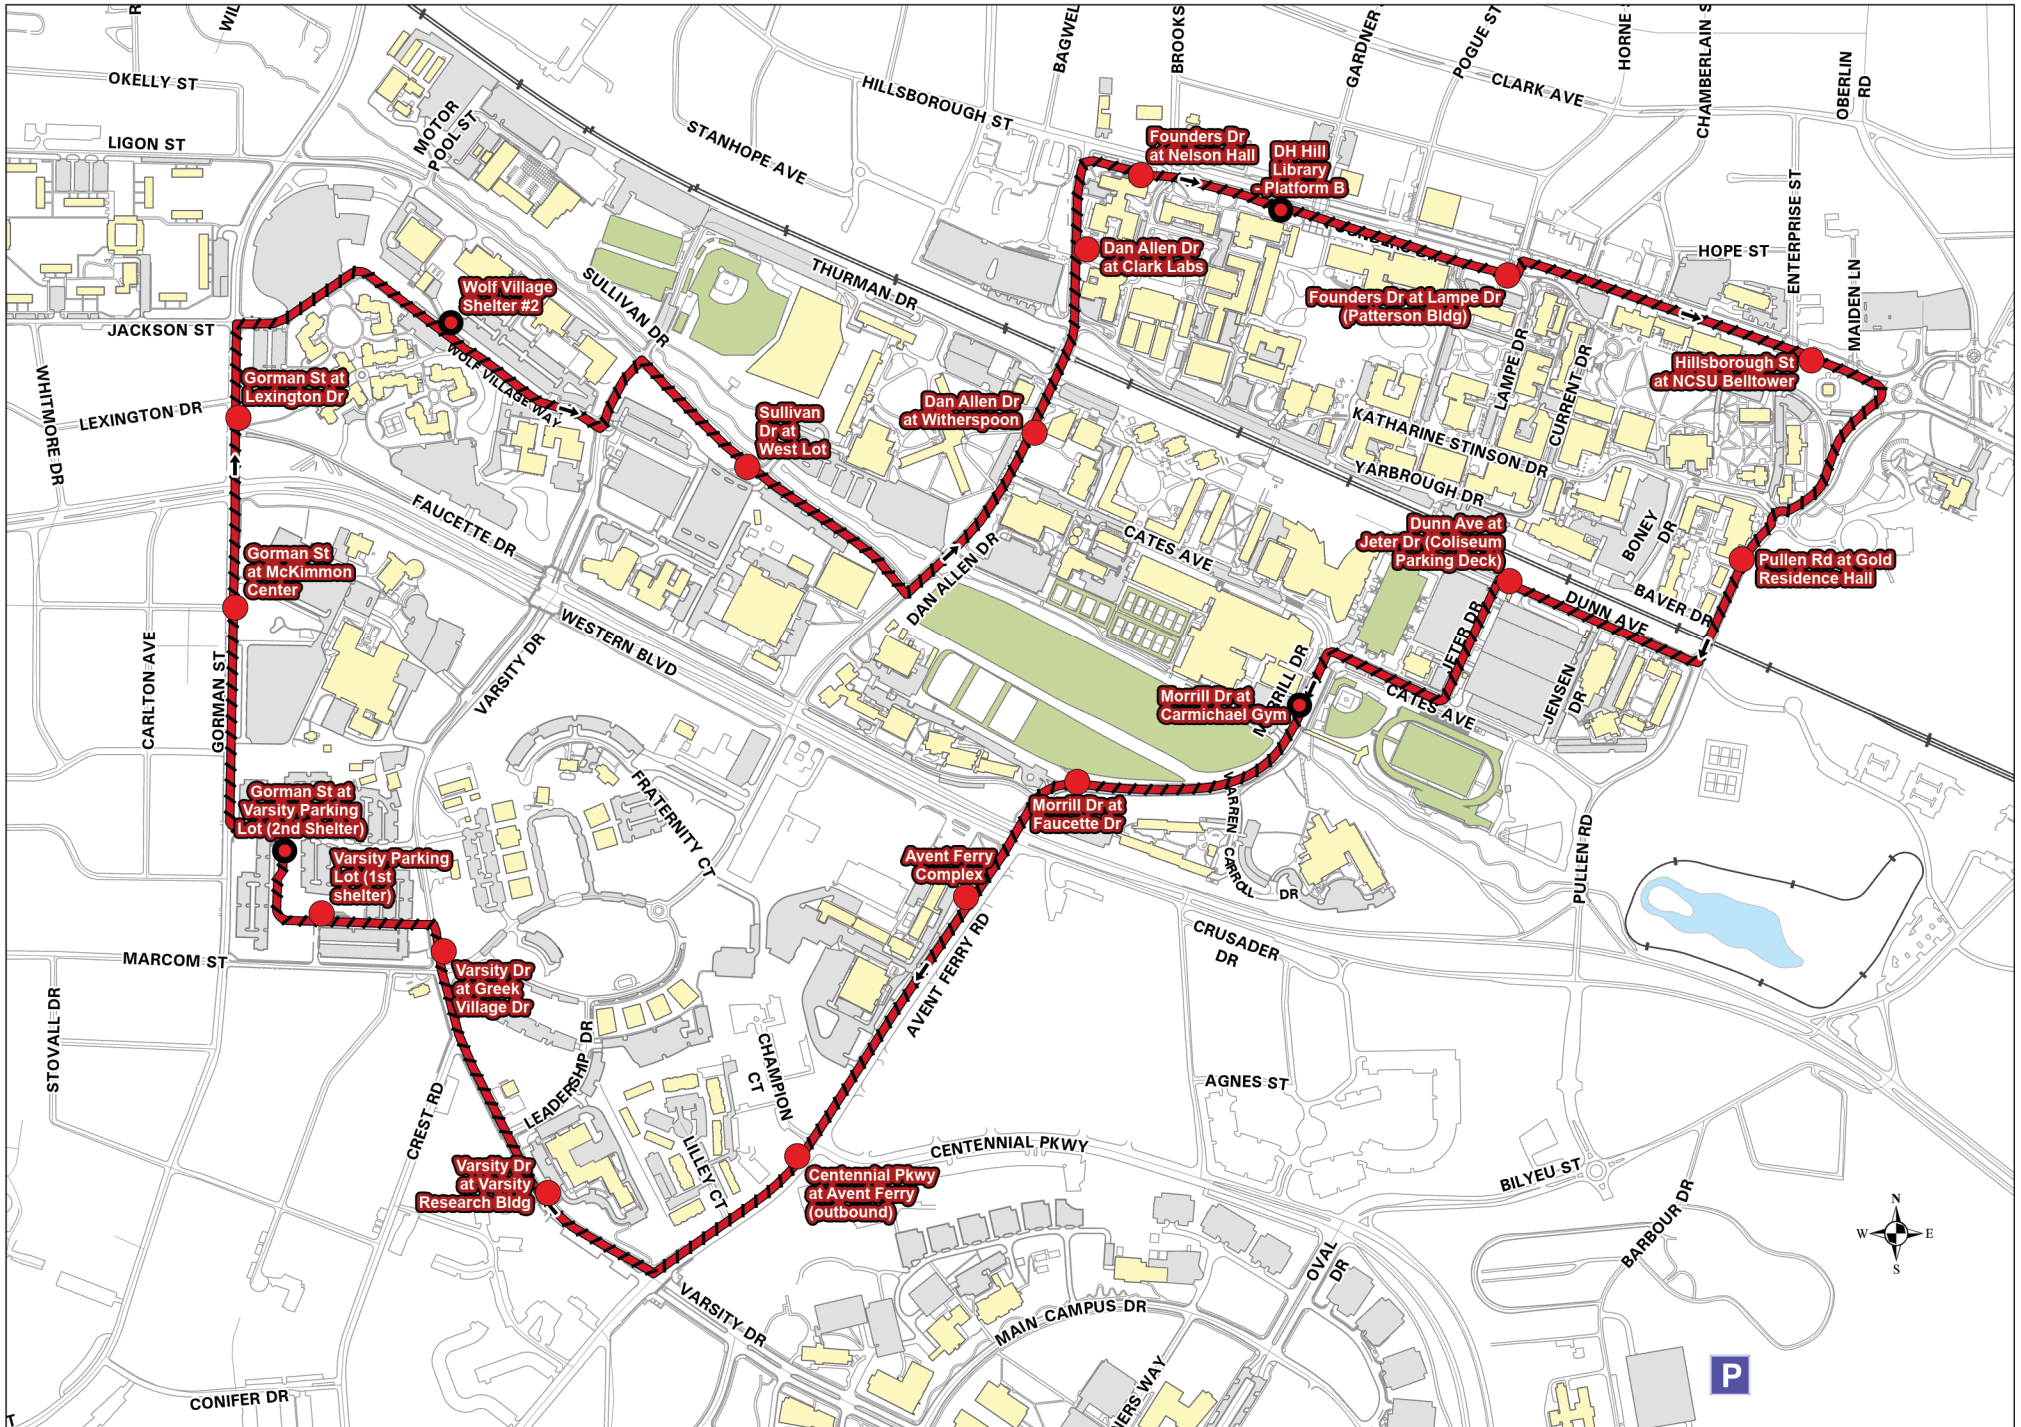 OKELLY ST
LIGON ST
MOTOR
POOL ST
STANHOPE AVE
HILLSBOROUGH ST
BAGWEL
BROOKS
GARDNER
POGUE ST
CLARK AVE
HORNE
CHAMBERLAIN S
OBERLIN
RD
WIL
R
Founders Dr
at Nelson Hall
DH Hill
Library
- Platform B
Dan Allen Dr
at Clark Labs
Founders Dr at Lampe Dr
(Patterson Bldg)
HOPE ST
ENTERPRISE ST
MAIDEN LN
Hillsborough St
at NCSU Belltower
THURMAN DR
SULLIVAN DR
Wolf Village
Shelter #2
WOLF VILLAGE WAY
JACKSON ST
WHITMORE DR
LEXINGTON DR
Gorman St at
Lexington Dr
Sullivan
Dr at
West Lot
Dan Allen Dr
at Witherspoon
LAMPE DR
CURRENT DR
KATHARINE STINSON DR
YARBROUGH DR
BONEY
DR
FAUCETTE DR
CATES AVE
DAN ALLEN DR
Dunn Ave at
Jeter Dr (Coliseum
Parking Deck)
Pullen Rd at Gold
Residence Hall
BAVER DR
DUNN AVE
JETER DR
JENSEN
DR
Gorman St
at McKimmon
Center
CARLTON AVE
GORMAN ST
VARSITY DR
WESTERN BLVD
MORRILL DR
Morrill Dr at
Carmichael Gym
CATES AVE
Morrill Dr at
Faucette Dr
WARREN CARROLL DR
PULLEN RD
FRATERNITY CT
Gorman St at
Varsity Parking
Lot (2nd Shelter)
Varsity Parking
Lot (1st
shelter)
Avent Ferry
Complex
AVENT FERRY RD
CRUSADER
DR
MARCOM ST
Varsity Dr
at Greek
Village Dr
STOVALL DR
CREST RD
LEADERSHIP DR
CHAMPION
CT
AGNES ST
LILLEY CT
CENTENNIAL PKWY
Varsity Dr
at Varsity
Research Bldg
Centennial Pkwy
at Avent Ferry
(outbound)
BILYEU ST
BARBOUR DR
N
W
E
S
OVAL
DR
VARSITY DR
MAIN CAMPUS DR
NERS WAY
CONIFER DR
P
T